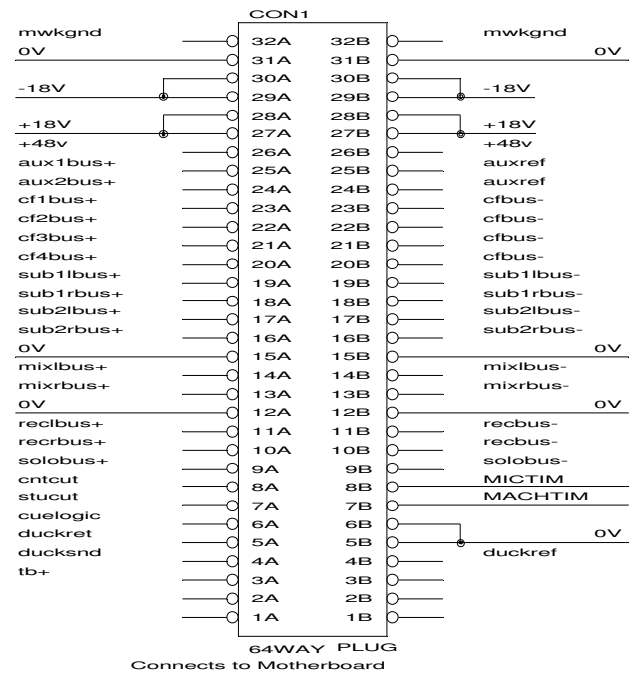 CON1
mwkgnd 32A 32B mwkgnd
0V 31A 31B 0V
30A 30B
-18V 29A 29B -18V
28A 28B
+18V 27A 27B +18V
+48v 26A 26B +48v
aux1bus+ 25A 25B auxref
aux2bus+ 24A 24B auxref
cf1bus+ 23A 23B cfbus-
cf2bus+ 22A 22B cfbus-
cf3bus+ 21A 21B cfbus-
cf4bus+ 20A 20B cfbus-
sub1lbus+ 19A 19B sub1lbus-
sub1rbus+ 18A 18B sub1rbus-
sub2lbus+ 17A 17B sub2lbus-
sub2rbus+ 16A 16B sub2rbus-
0V 15A 15B 0V
mixlbus+ 14A 14B mixlbus-
mixrbus+ 13A 13B mixrbus-
0V 12A 12B 0V
reclbus+ 11A 11B recbus-
recrbus+ 10A 10B recbus-
solobus+ 9A 9B solobus-
cntcut 8A 8B MICTIM
stucut 7A 7B MACHTIM
cuelogic 6A 6B
duckret 5A 5B 0V
ducksnd 4A 4B duckref
tb+ 3A 3B
2A 2B
1A 1B
64WAY PLUG
Connects to Motherboard